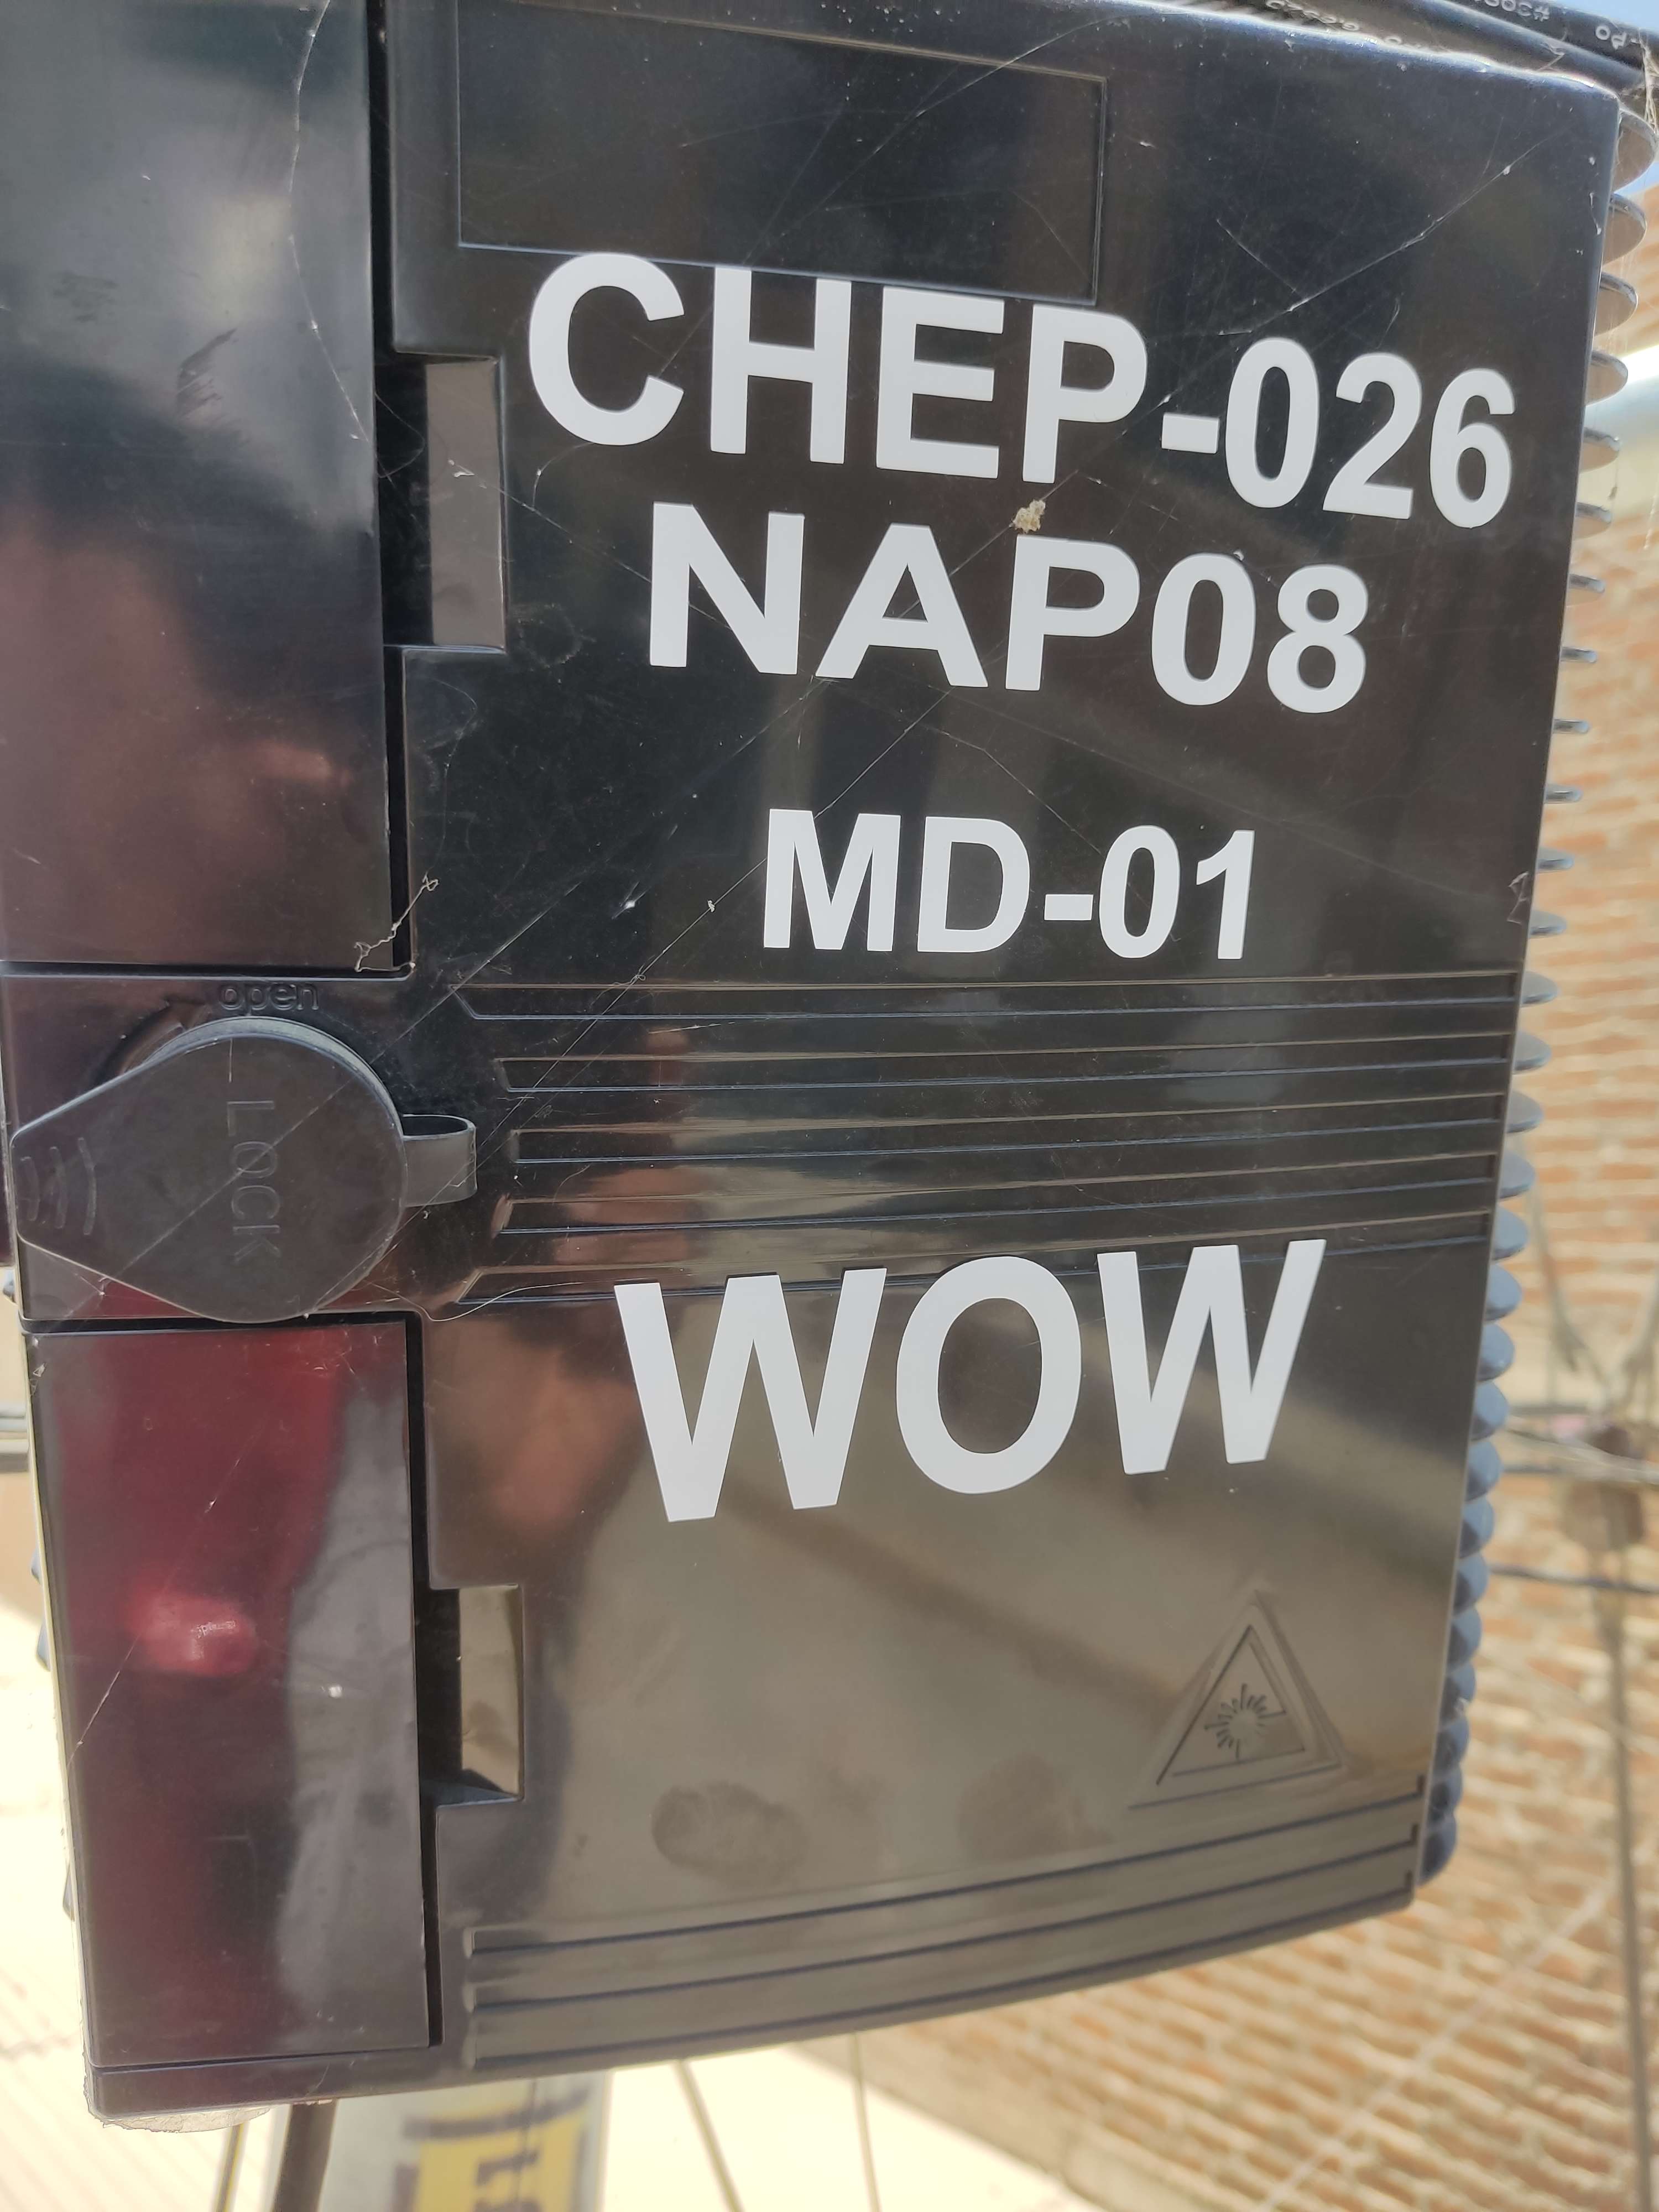 CHEP-026
NAP08
MD-01
open
LOCK
WOW